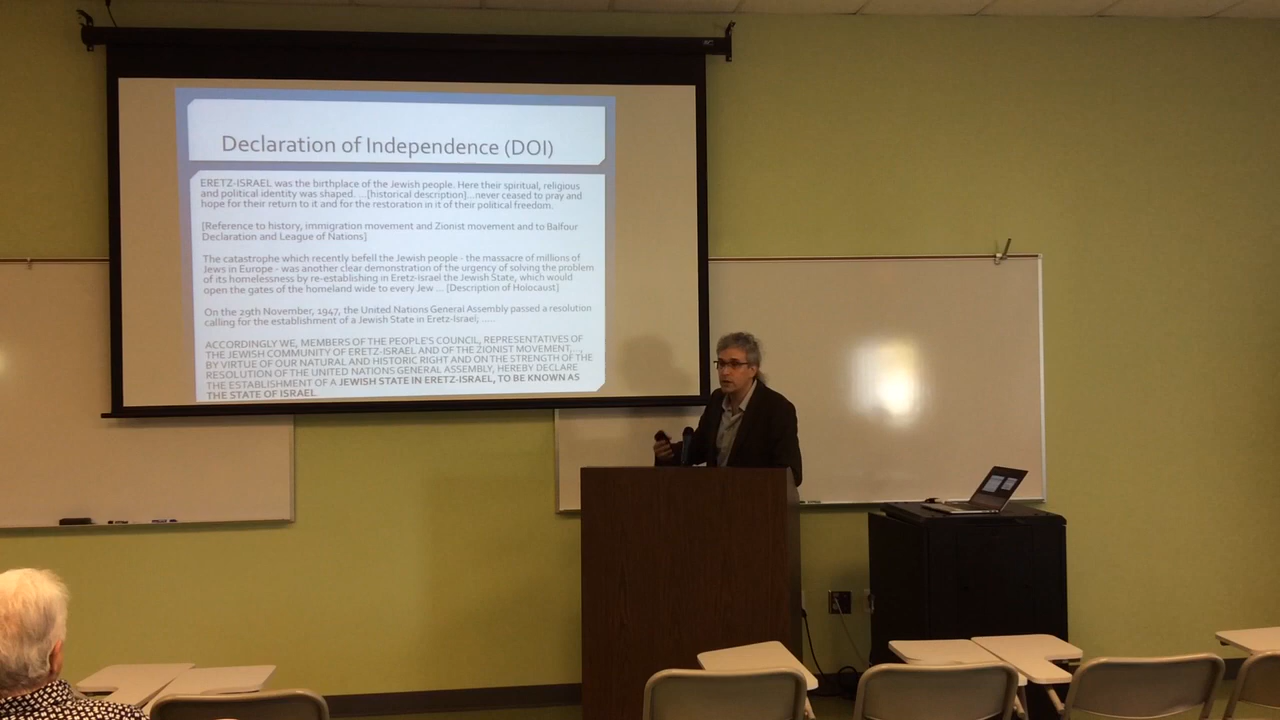 Declaration of Independence (DOI)
ERETZ-ISRAEL was the birthplace of the Jewish people. Here their spiritual, religious
and political identity was shaped. ...[historical description]...never ceased to pray and
hope for their return to it and for the restoration in it of their political freedom.
[Reference to history, immigration movement and Zionist movement and to Balfour
Declaration and League of Nations]
The catastrophe which recently befell the Jewish people - the massacre of millions of
Jews in Europe - was another clear demonstration of the urgency of solving the problem
of its homelessness by re-establishing in Eretz-Israel the Jewish State, which would
open the gates of the homeland wide to every Jew ... [Description of Holocaust]
On the 29th November, 1947, the United Nations General Assembly passed a resolution
calling for the establishment of a Jewish State in Eretz-Israel; .....
ACCORDINGLY WE, MEMBERS OF THE PEOPLE'S COUNCIL, REPRESENTATIVES OF
THE JEWISH COMMUNITY OF ERETZ-ISRAEL AND OF THE ZIONIST MOVEMENT,...,
BY VIRTUE OF OUR NATURAL AND HISTORIC RIGHT AND ON THE STRENGTH OF THE
RESOLUTION OF THE UNITED NATIONS GENERAL ASSEMBLY, HEREBY DECLARE
THE ESTABLISHMENT OF A JEWISH STATE IN ERETZ-ISRAEL, TO BE KNOWN AS
THE STATE OF ISRAEL